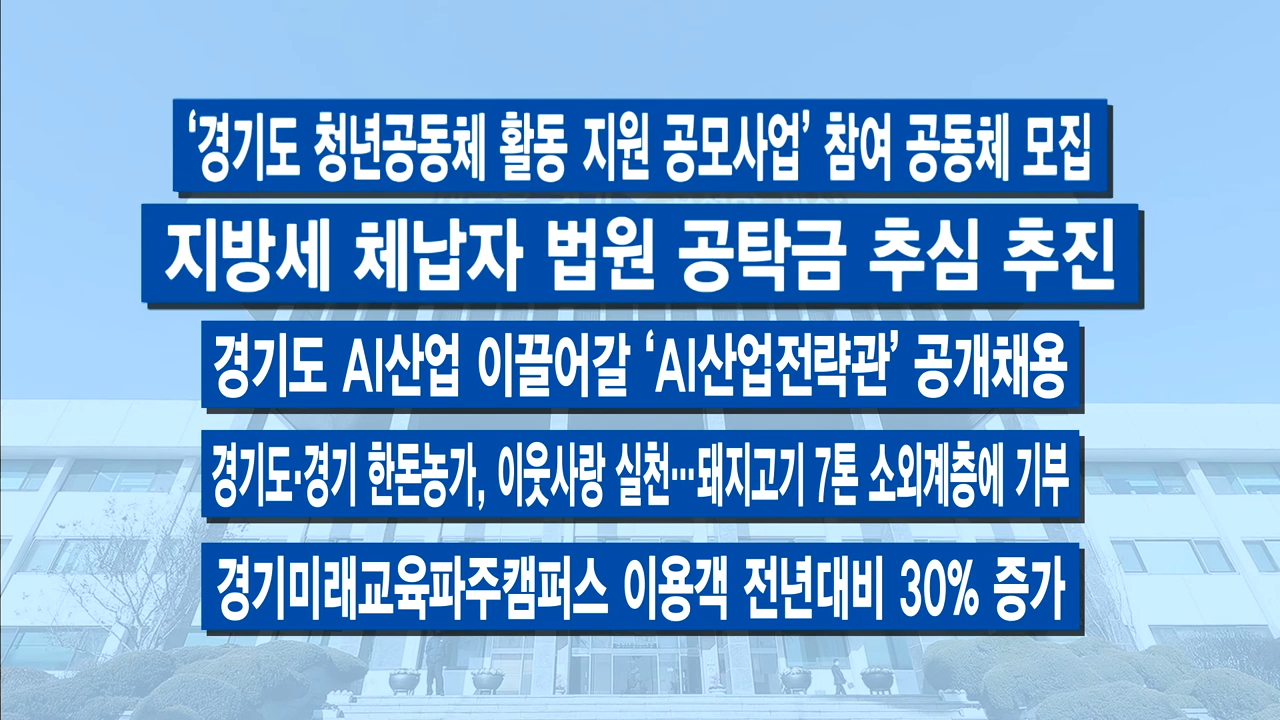 ‘경기도 청년공동체 활동 지원 공모사업’ 참여 공동체 모집
지방세 체납자 법원 공탁금 추심 추진
경기도 AI산업 이끌어갈 ‘AI산업전략관’ 공개채용
경기도·경기 한돈농가, 이웃사랑 실천…돼지고기 7톤 소외계층에 기부
경기미래교육파주캠퍼스 이용객 전년대비 30% 증가